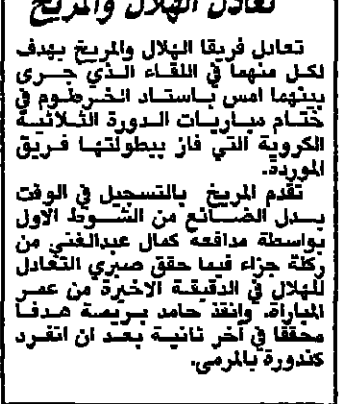 تعادل الهلال والمريخ
تعادل فريقا الهلال والمريخ بهدف
لكل منهما في اللقاء الذي جرى
بينهما امس باستاد الخرطوم في
ختام مباريات الدورة الثلاثية
الكروية التي فاز ببطولتها فريق
الموردة.
تقدم المريخ بالتسجيل في الوقت
بدل الضائع من الشوط الاول
بواسطة مدافعه كمال عبدالغني من
ركلة جزاء فيما حقق صبري التعادل
للهلال في الدقيقة الاخيرة من عمر
المباراة. وانقذ حامد بريمة هدفا
محققا في آخر ثانية بعد ان انفرد
كندورة بالمرمى.